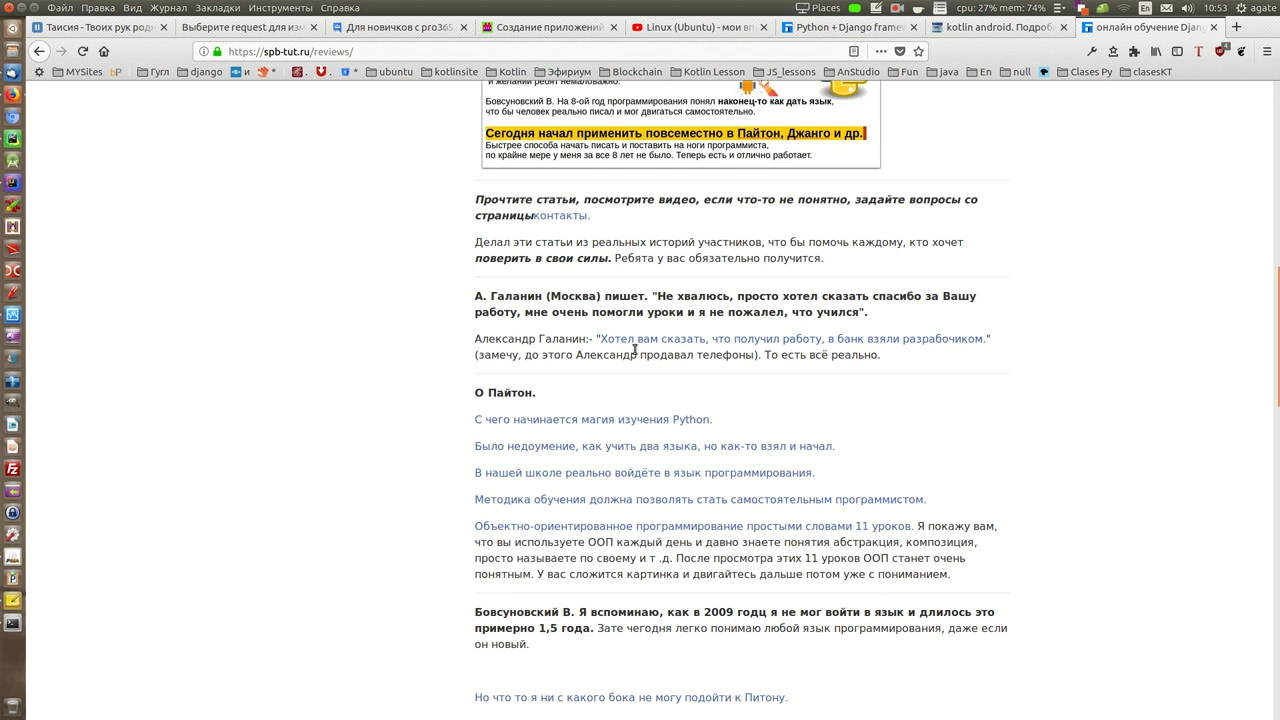 Файл Правка Вид Журнал Закладки Инструменты Справка
Places cpu: 27% mem: 74% En 10:53 agate
Таисия - Творик рук род
Выберите request для изм
Для новичков с pro365
Создание приложений
Linux (Ubuntu) - мои впе
Python + Django framew
kotlin android. Подробн
онлайн обучение Djang
https://spb-tut.ru/reviews/
MYSites bP Гугл django и ubuntu kotlinsite Kotlin Эфириум Blockchain Kotlin Lesson JS_lessons AnStudio Fun java En null Clases Py clasesKT
и желаний ребят немаловажно.
Бовсуновский В. На 8-ой год программирования понял наконец-то как дать язык,
что бы человек реально писал и мог двигаться самостоятельно.
Сегодня начал применить повсеместно в Пайтон, Джанго и др.
Быстрее способа начать писать и поставить на ноги программиста,
по крайне мере у меня за все 8 лет не было. Теперь есть и отлично работает.
Прочтите статьи, посмотрите видео, если что-то не понятно, задайте вопросы со
страницыконтакты.
Делал эти статьи из реальных историй участников, что бы помочь каждому, кто хочет
поверить в свои силы. Ребята у вас обязательно получится.
А. Галанин (Москва) пишет. "Не хвалюсь, просто хотел сказать спасибо за Вашу
работу, мне очень помогли уроки и я не пожалел, что учился".
Александр Галанин:- "Хотел вам сказать, что получил работу, в банк взяли разрабочиком."
(замечу, до этого Александр продавал телефоны). То есть всё реально.
О Пайтон.
С чего начинается магия изучения Python.
Было недоумение, как учить два языка, но как-то взял и начал.
В нашей школе реально войдёте в язык программирования.
Методика обучения должна позволять стать самостоятельным программистом.
Объектно-ориентированное программирование простыми словами 11 уроков. Я покажу вам,
что вы используете ООП каждый день и давно знаете понятия абстракция, композиция,
просто называете по своему и т .д. После просмотра этих 11 уроков ООП станет очень
понятным. У вас сложится картинка и двигайтесь дальше потом уже с пониманием.
Бовсуновский В. Я вспоминаю, как в 2009 годц я не мог войти в язык и длилось это
примерно 1,5 года. Зате чегодня легко понимаю любой язык программирования, даже если
он новый.
Но что то я ни с какого бока не могу подойти к Питону.